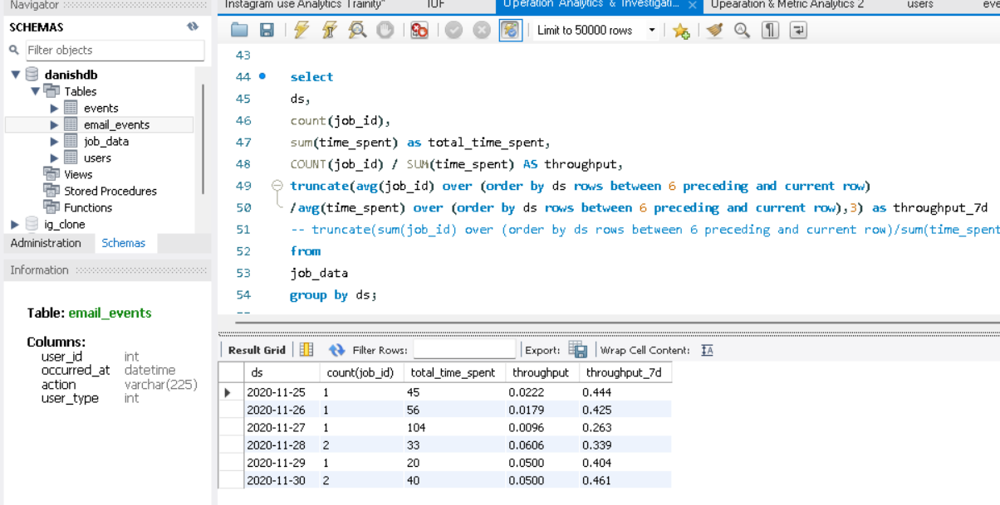 Navigator
SCHEMAS
Filter objects
danishdb
Tables
events
email_events
job_data
users
Views
Stored Procedures
Functions
ig_clone
Administration Schemas
Information
Table: email_events
Columns:
user_id int
occurred_at datetime
action varchar(225)
user_type int
Instagram use Analytics Trainity" IUF Operation Analytics & Investigati... Opearation & Metric Analytics 2 users eve
Limit to 50000 rows
43
44 select
45 ds,
46 count(job_id),
47 sum(time_spent) as total_time_spent,
48 COUNT(job_id) / SUM(time_spent) AS throughput,
49 truncate(avg(job_id) over (order by ds rows between 6 preceding and current row)
50 /avg(time_spent) over (order by ds rows between 6 preceding and current row),3) as throughput_7d
51 -- truncate(sum(job_id) over (order by ds rows between 6 preceding and current row)/sum(time_spent
52 from
53 job_data
54 group by ds;
Result Grid Filter Rows: Export: Wrap Cell Content: IA
ds count(job_id) total_time_spent throughput throughput_7d
2020-11-25 1 45 0.0222 0.444
2020-11-26 1 56 0.0179 0.425
2020-11-27 1 104 0.0096 0.263
2020-11-28 2 33 0.0606 0.339
2020-11-29 1 20 0.0500 0.404
2020-11-30 2 40 0.0500 0.461